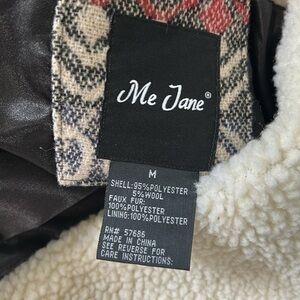 Me Jane®
M
SHELL: 95% POLYESTER
5% WOOL
FAUX FUR:
100% POLYESTER
LINING: 100% POLYESTER
RN# 57686
MADE IN CHINA
SEE REVERSE FOR
CARE INSTRUCTIONS: